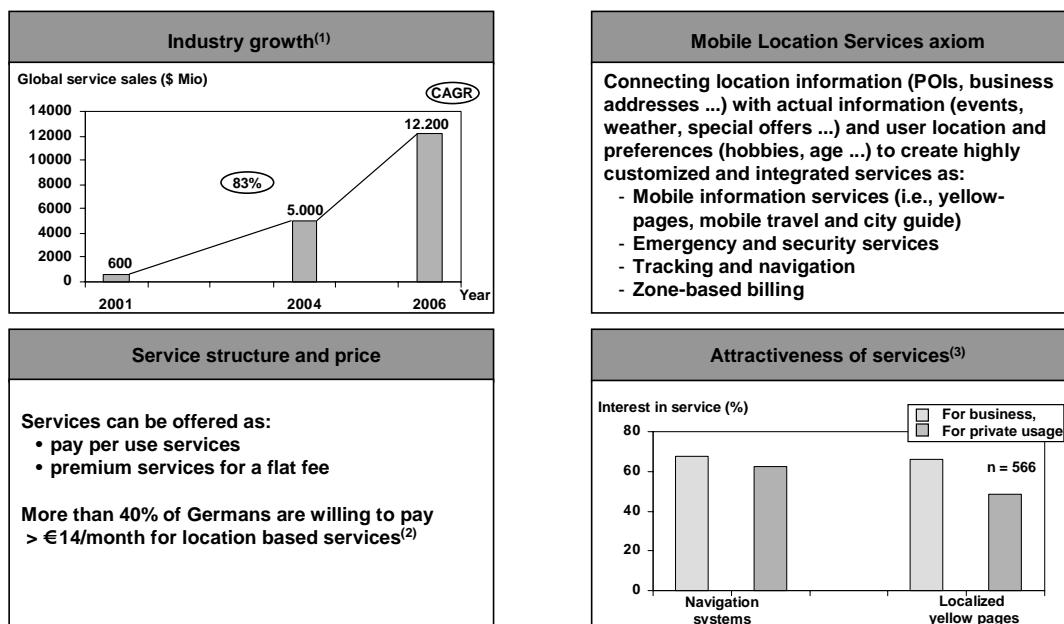 Industry growth(1)
Global service sales ($ Mio)
CAGR
14000
12000
10000
8000
6000
4000
2000
0
600
83%
5.000
12.200
2001
2004
2006
Year
Mobile Location Services axiom
Connecting location information (POIs, business
addresses ...) with actual information (events,
weather, special offers ...) and user location and
preferences (hobbies, age ...) to create highly
customized and integrated services as:
- Mobile information services (i.e., yellow-
pages, mobile travel and city guide)
- Emergency and security services
- Tracking and navigation
- Zone-based billing
Service structure and price
Services can be offered as:
• pay per use services
• premium services for a flat fee
More than 40% of Germans are willing to pay
> €14/month for location based services(2)
Attractiveness of services(3)
Interest in service (%)
For business,
For private usage
n = 566
80
60
40
20
0
Navigation
systems
Localized
yellow pages